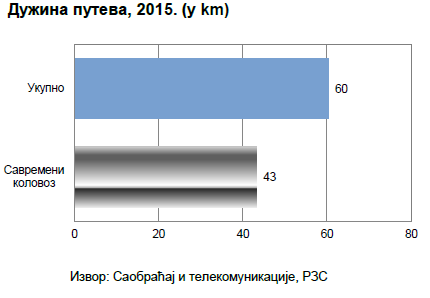 Дужина путева, 2015. (у km)
Укупно
60
Савремени
коловоз
43
0 20 40 60 80
Извор: Саобраћај и телекомуникације, РЗС